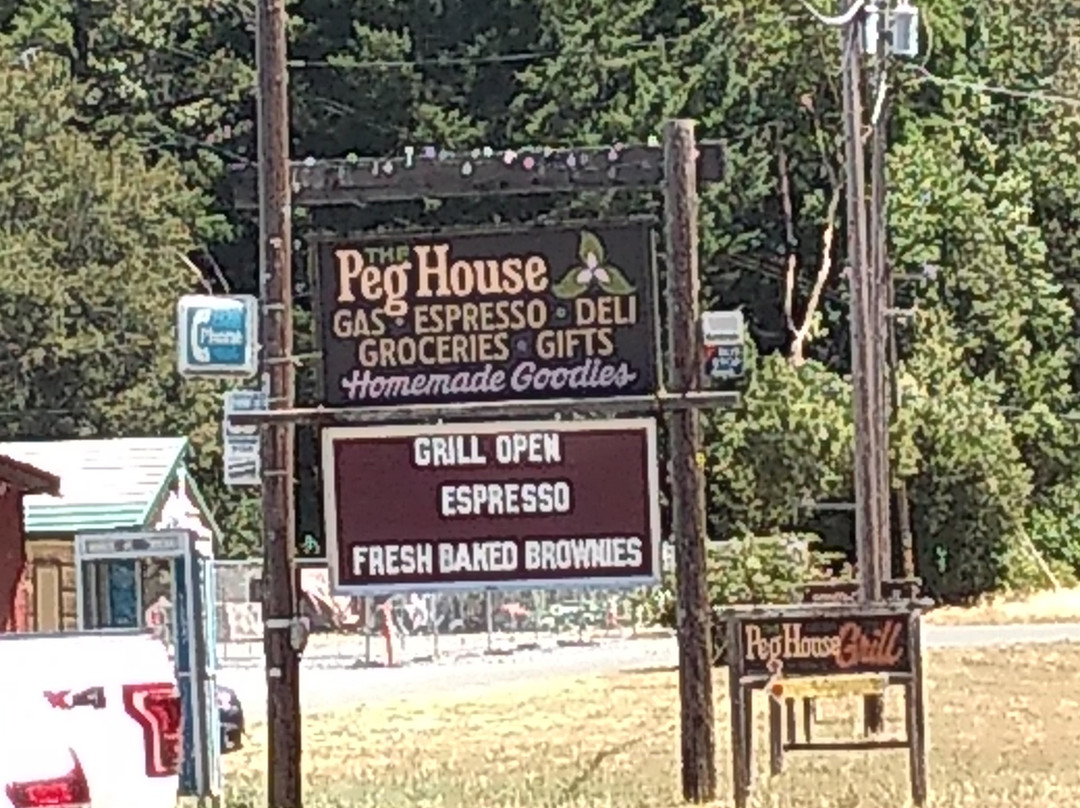 THE
Peg House
GAS • ESPRESSO • DELI
GROCERIES • GIFTS
Homemade Goodies
Phone
GRILL OPEN
ESPRESSO
FRESH BAKED BROWNIES
Peg House Grill
x4